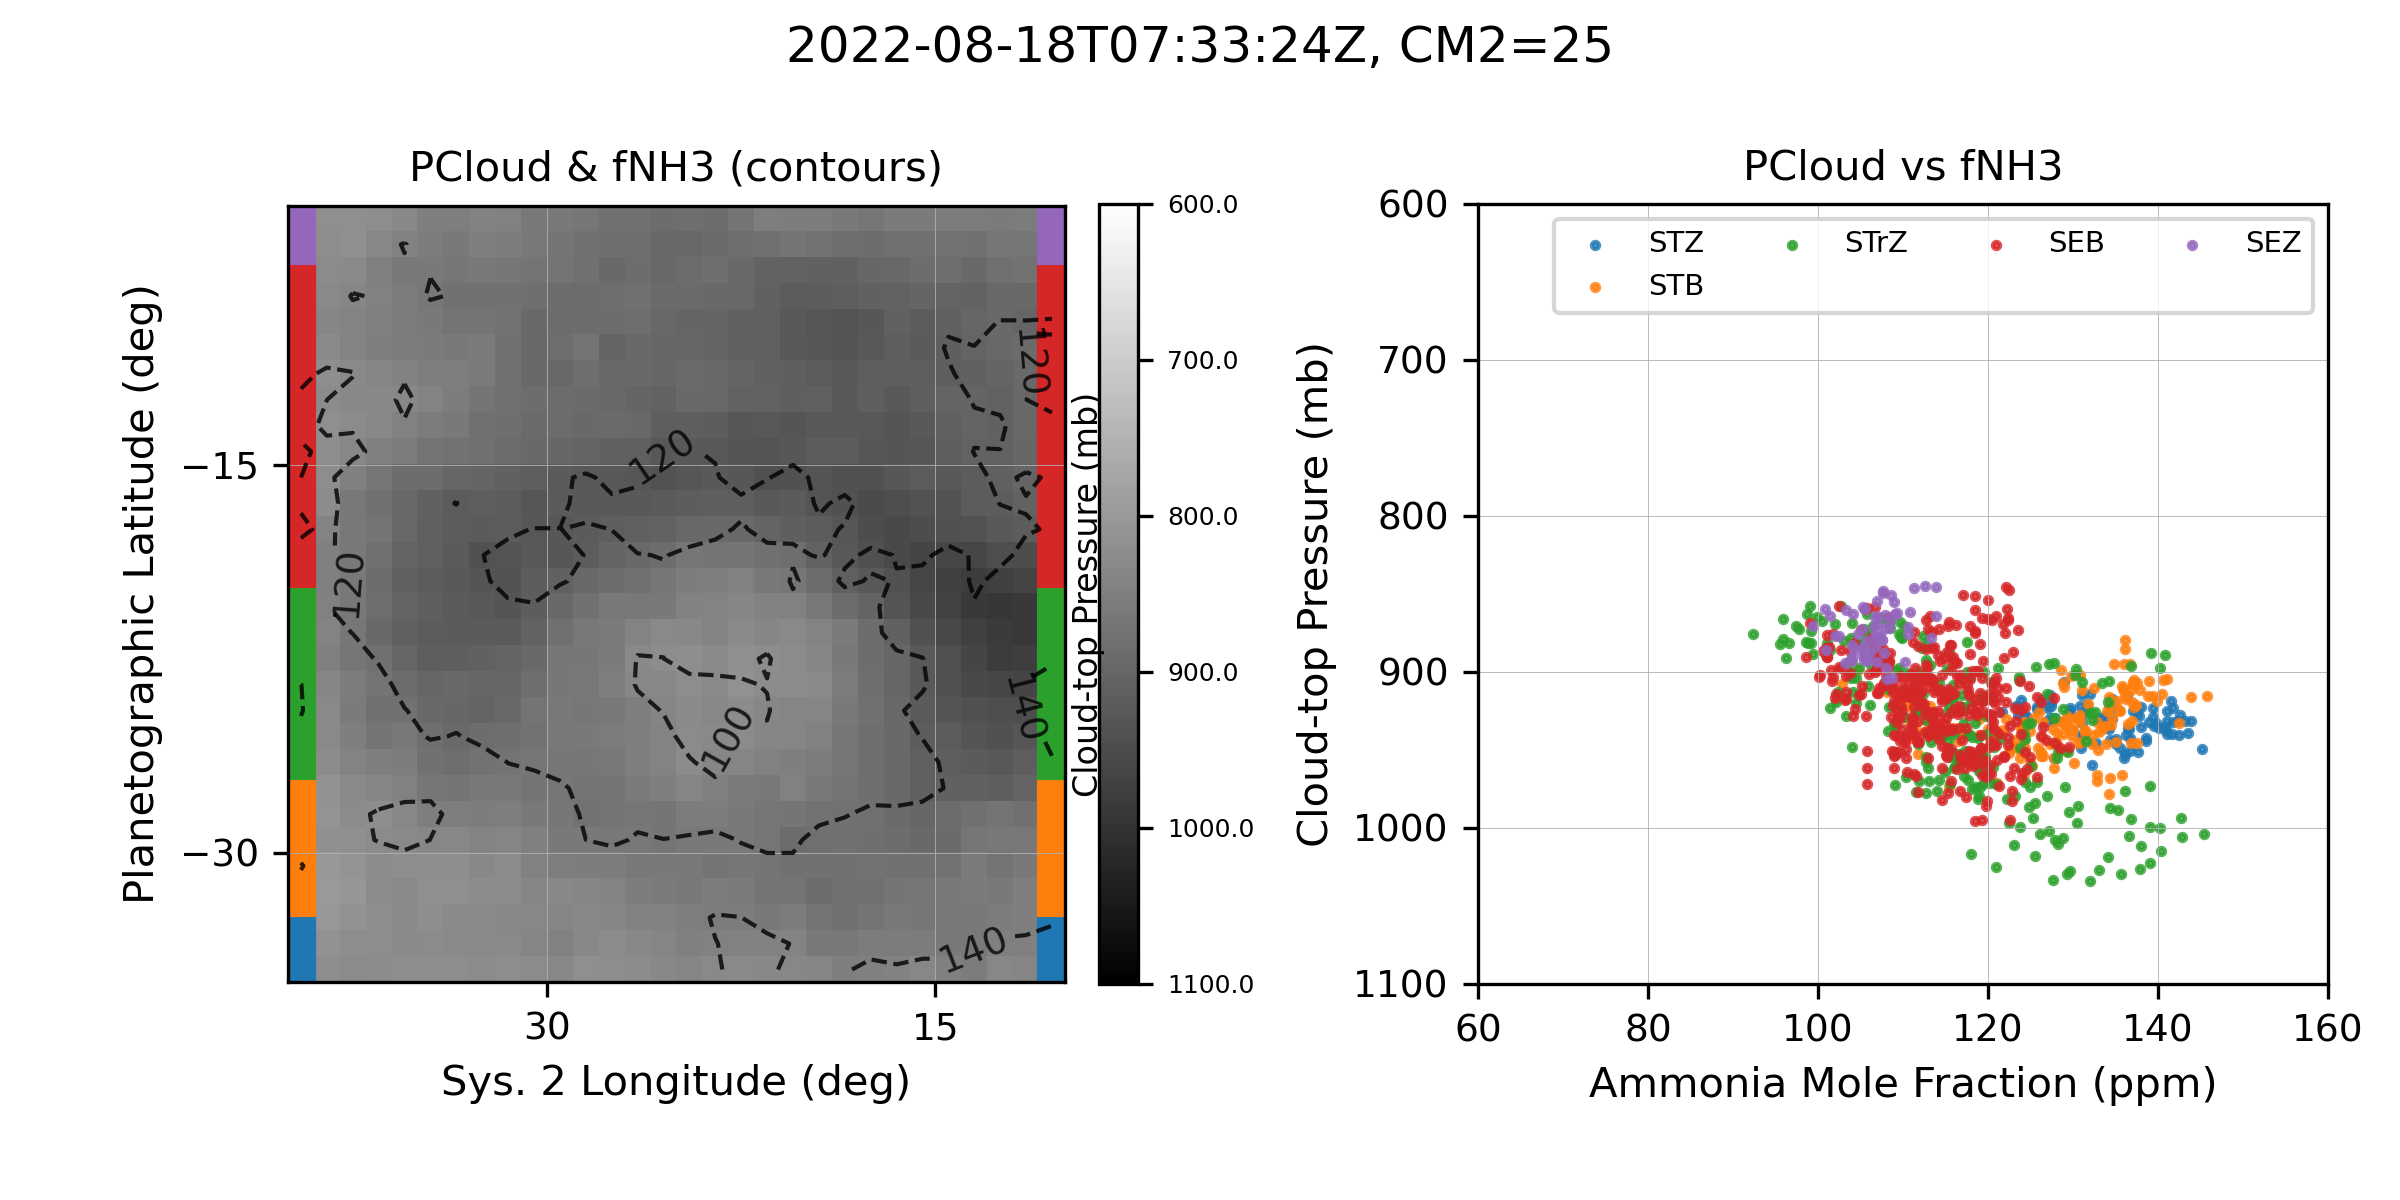 2022-08-18T07:33:24Z, CM2=25
PCloud & fNH3 (contours)
Planetographic Latitude (deg)
−15
−30
30
15
Sys. 2 Longitude (deg)
120
120
120
100
140
140
Cloud-top Pressure (mb)
600.0
700.0
800.0
900.0
1000.0
1100.0
PCloud vs fNH3
STZ
STrZ
SEB
SEZ
STB
Cloud-top Pressure (mb)
600
700
800
900
1000
1100
60
80
100
120
140
160
Ammonia Mole Fraction (ppm)